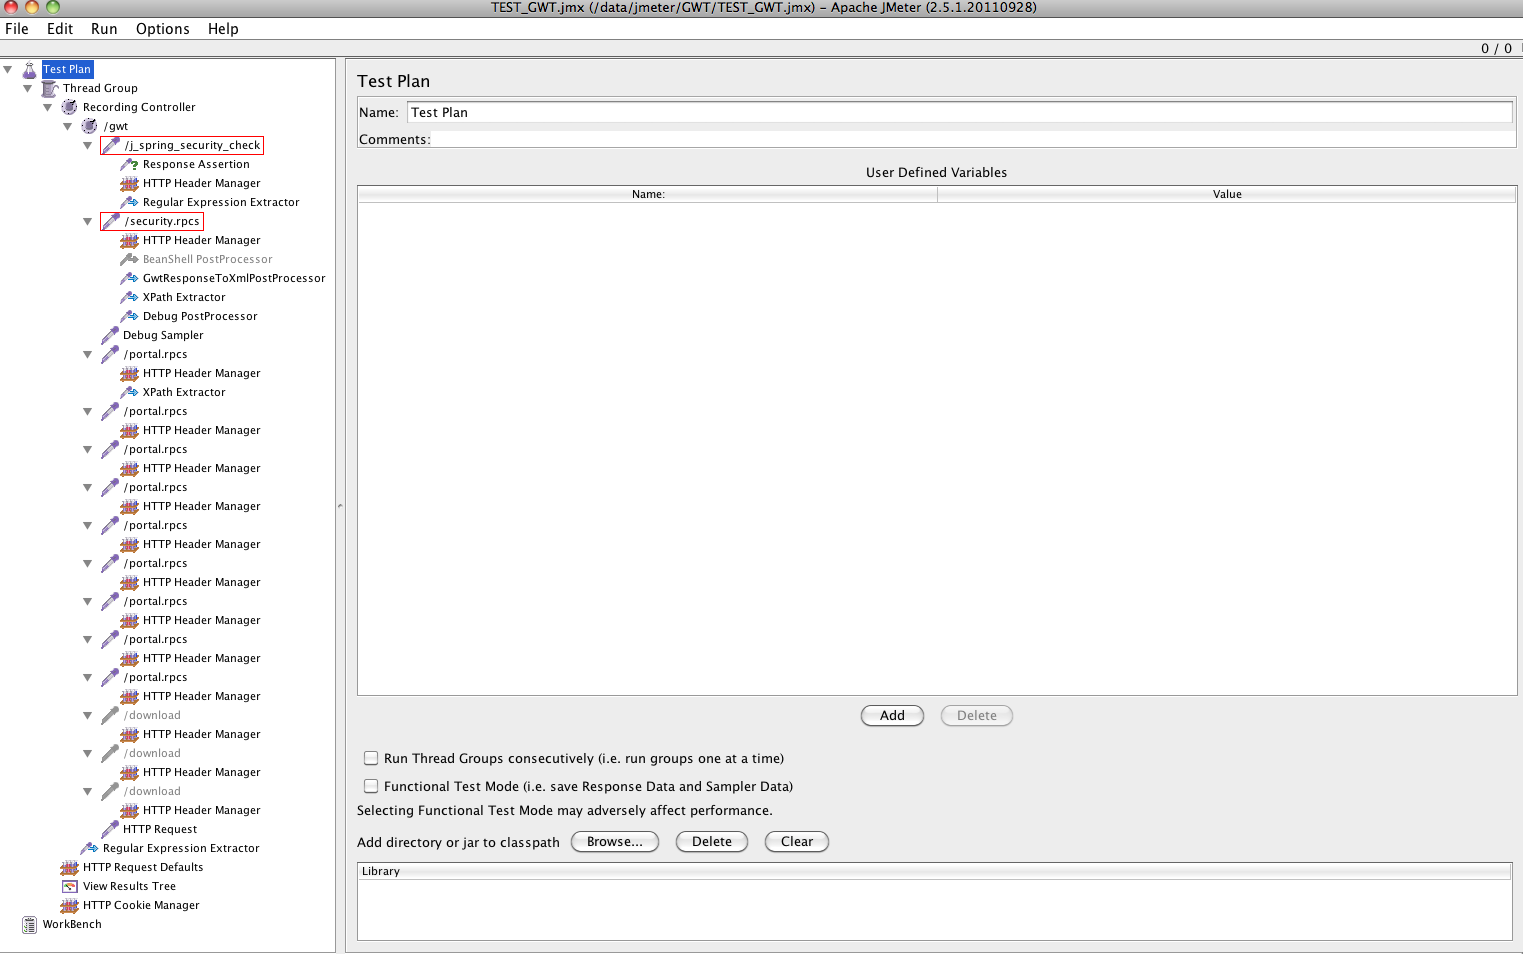 TEST_GWT.jmx (/data/jmeter/GWT/TEST_GWT.jmx) - Apache JMeter (2.5.1.20110928)
File Edit Run Options Help
0 / 0
Test Plan
Thread Group
Recording Controller
/gwt
/j_spring_security_check
Response Assertion
HTTP Header Manager
Regular Expression Extractor
/security.rpcs
HTTP Header Manager
BeanShell PostProcessor
GwtResponseToXmlPostProcessor
XPath Extractor
Debug PostProcessor
Debug Sampler
/portal.rpcs
HTTP Header Manager
XPath Extractor
/portal.rpcs
HTTP Header Manager
/portal.rpcs
HTTP Header Manager
/portal.rpcs
HTTP Header Manager
/portal.rpcs
HTTP Header Manager
/portal.rpcs
HTTP Header Manager
/portal.rpcs
HTTP Header Manager
/portal.rpcs
HTTP Header Manager
/portal.rpcs
HTTP Header Manager
/download
HTTP Header Manager
/download
HTTP Header Manager
/download
HTTP Header Manager
HTTP Request
Regular Expression Extractor
HTTP Request Defaults
View Results Tree
HTTP Cookie Manager
WorkBench
Test Plan
Name: Test Plan
Comments:
User Defined Variables
Name: Value
Add Delete
Run Thread Groups consecutively (i.e. run groups one at a time)
Functional Test Mode (i.e. save Response Data and Sampler Data)
Selecting Functional Test Mode may adversely affect performance.
Add directory or jar to classpath Browse... Delete Clear
Library